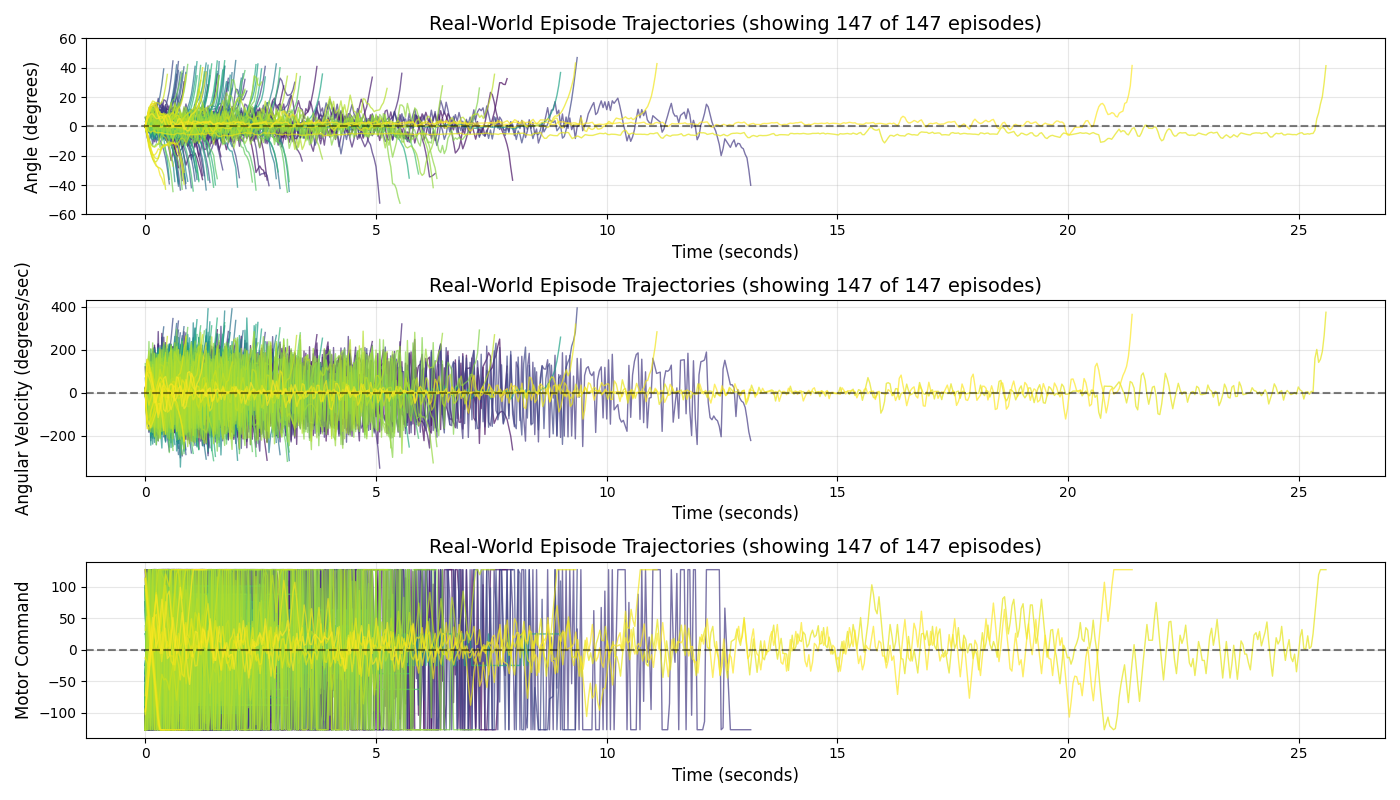 Real-World Episode Trajectories (showing 147 of 147 episodes)
60
40
20
0
−20
−40
−60
Angle (degrees)
0 5 10 15 20 25
Time (seconds)
Real-World Episode Trajectories (showing 147 of 147 episodes)
400
200
0
−200
Angular Velocity (degrees/sec)
0 5 10 15 20 25
Time (seconds)
Real-World Episode Trajectories (showing 147 of 147 episodes)
100
50
0
−50
−100
Motor Command
0 5 10 15 20 25
Time (seconds)